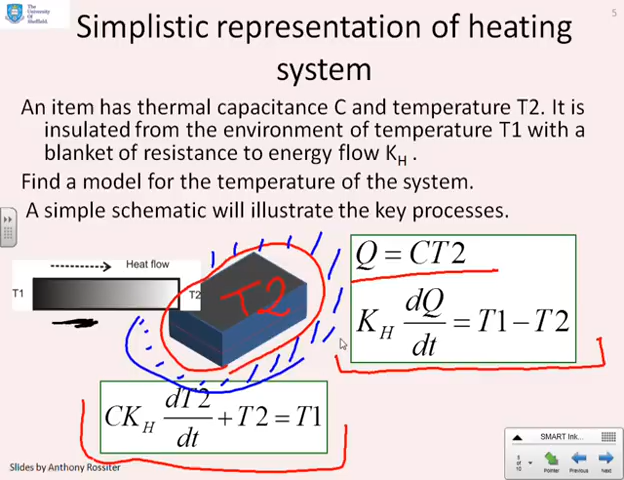 The
University
Of
Sheffield.
5
Simplistic representation of heating
system
An item has thermal capacitance C and temperature T2. It is
insulated from the environment of temperature T1 with a
blanket of resistance to energy flow K_H .
Find a model for the temperature of the system.
A simple schematic will illustrate the key processes.
Heat flow
T1
T2
T2
Q = CT2
K_H dQ/dt = T1 − T2
CK_H dT2/dt + T2 = T1
SMART Ink...
5
of
10
Pointer
Previous
Next
Slides by Anthony Rossiter